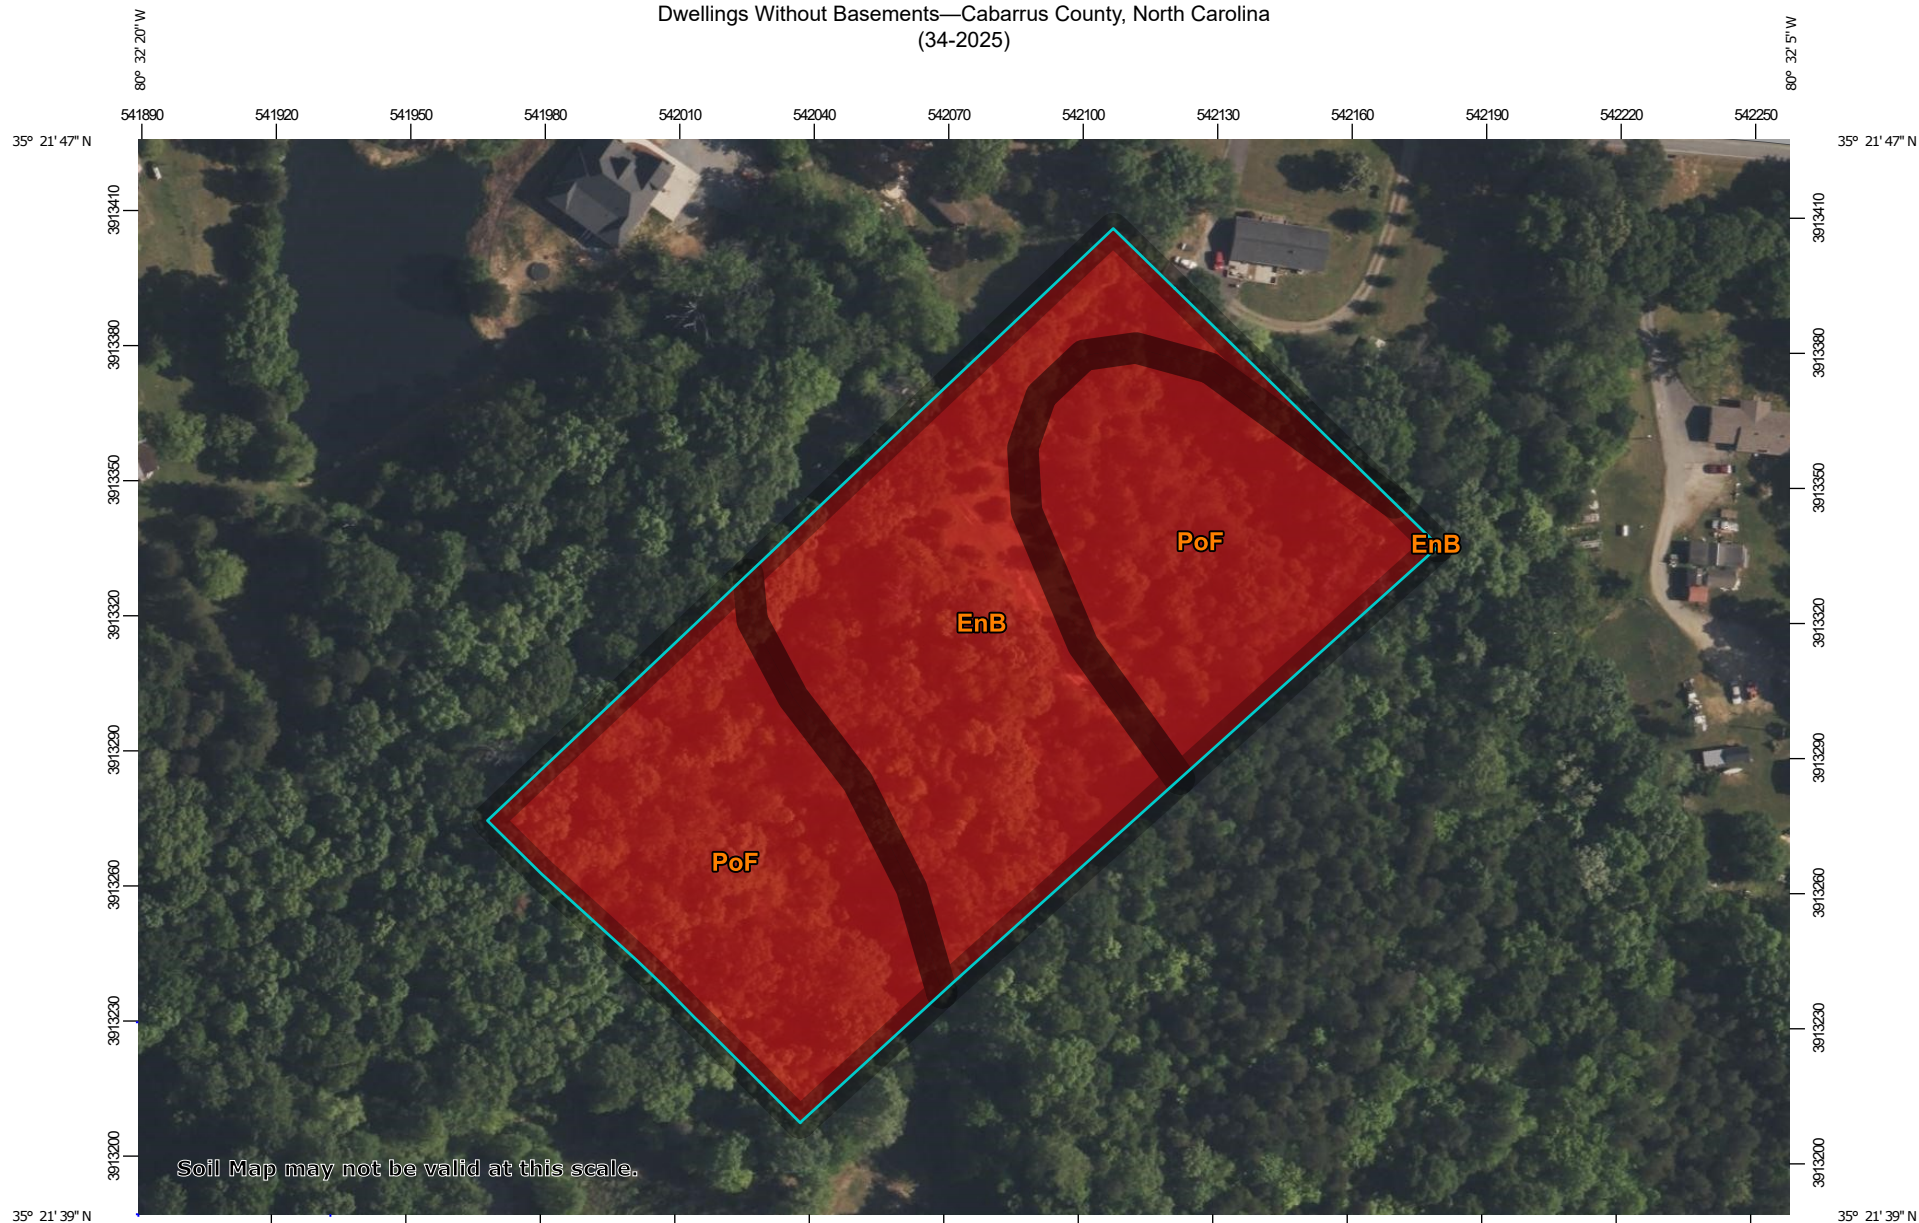 Dwellings Without Basements—Cabarrus County, North Carolina
(34-2025)
80° 32' 20'' W
80° 32' 5'' W
541890 541920 541950 541980 542010 542040 542070 542100 542130 542160 542190 542220 542250
35° 21' 47'' N
35° 21' 47'' N
3913410
3913410
3913380
3913380
3913350
3913350
PoF
EnB
EnB
3913320
3913320
3913290
3913290
PoF
3913260
3913260
3913230
3913230
3913200
3913200
Soil Map may not be valid at this scale.
35° 21' 39'' N
35° 21' 39'' N